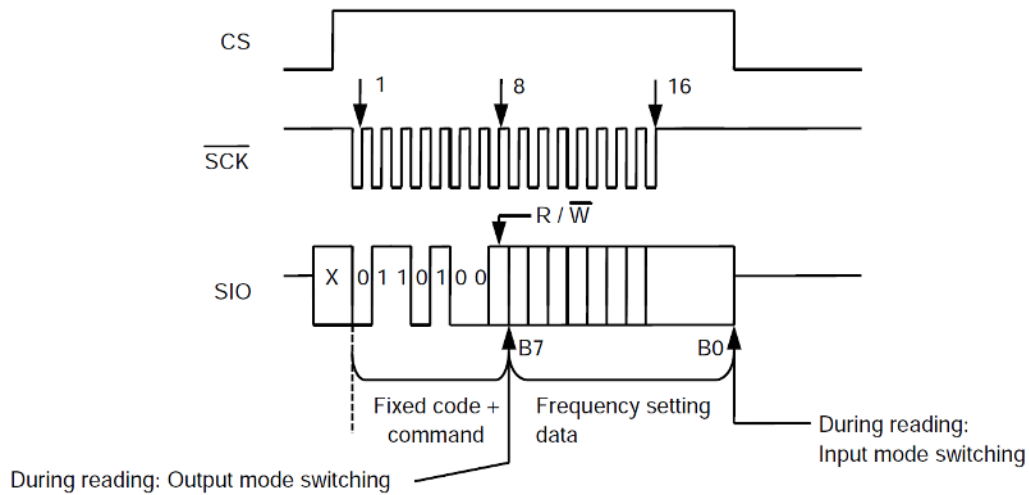 CS
1 8 16
SCK
R / W
X 0 1 1 0 1 0 0
SIO
B7 B0
Fixed code +
command
Frequency setting
data
During reading:
Input mode switching
During reading: Output mode switching